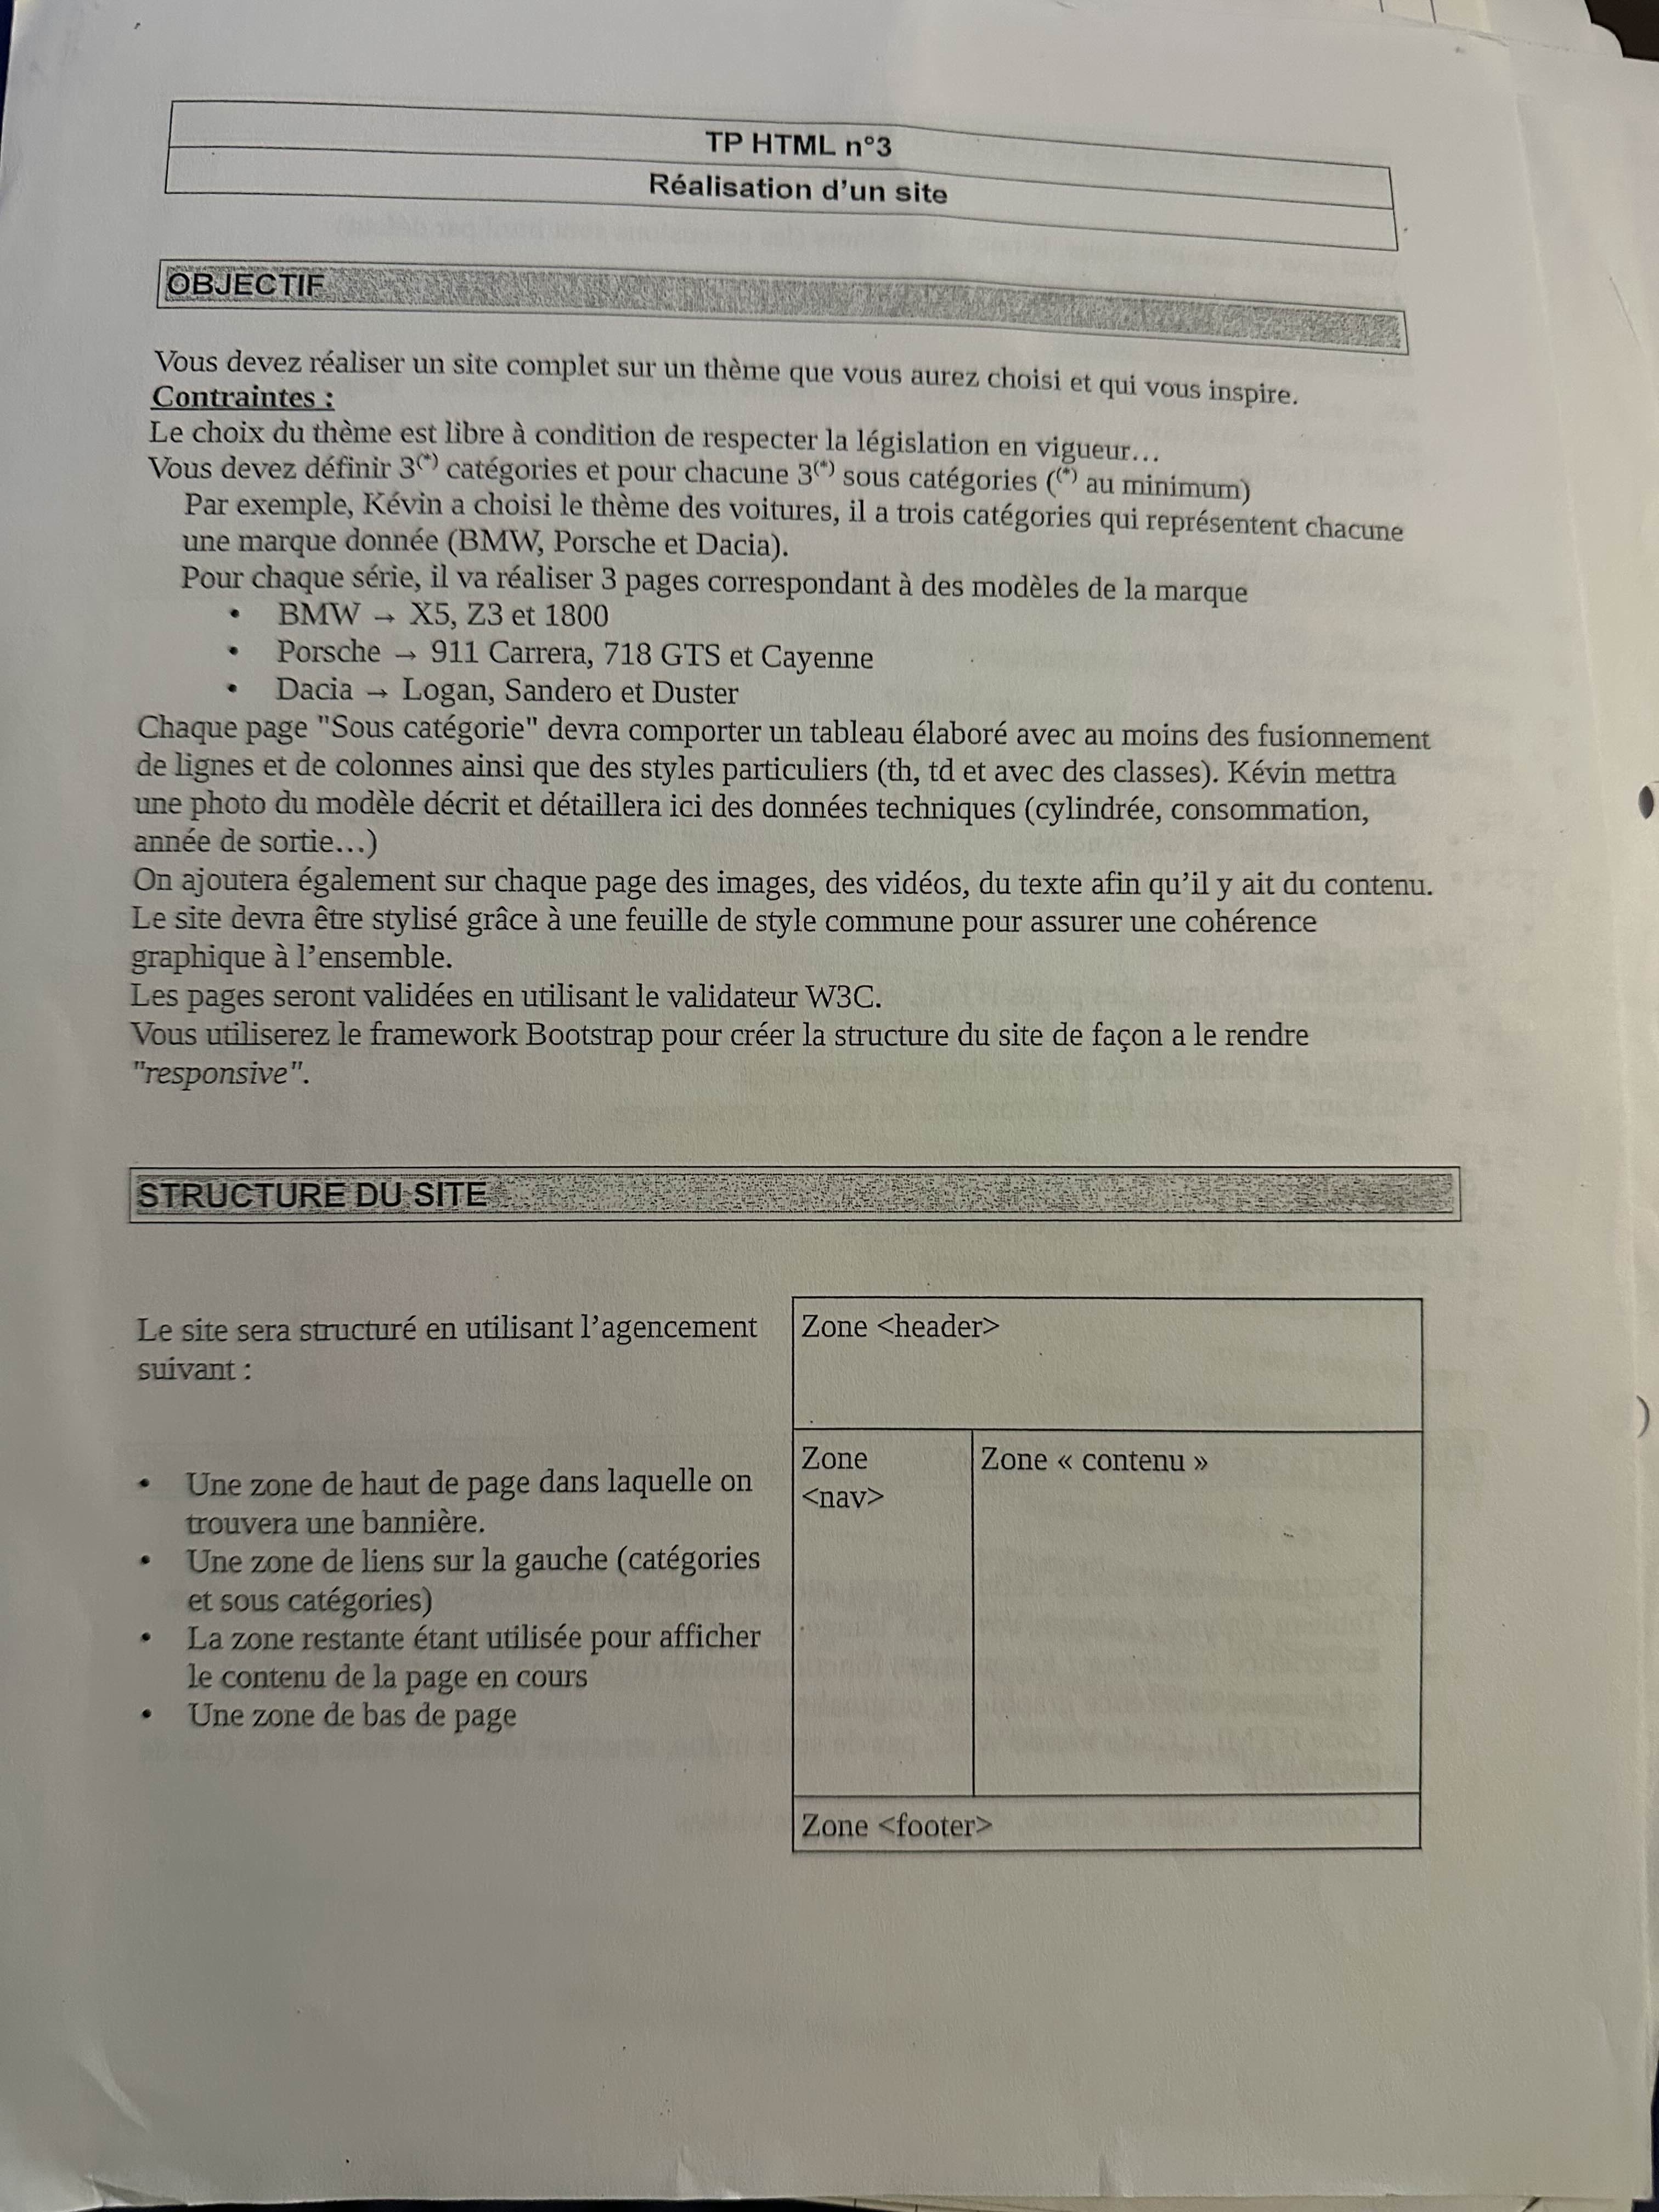 TP HTML n°3
Réalisation d'un site
OBJECTIF
Vous devez réaliser un site complet sur un thème que vous aurez choisi et qui vous inspire.
Contraintes :
Le choix du thème est libre à condition de respecter la législation en vigueur…
Vous devez définir 3(*) catégories et pour chacune 3(*) sous catégories ((*) au minimum)
Par exemple, Kévin a choisi le thème des voitures, il a trois catégories qui représentent chacune
une marque donnée (BMW, Porsche et Dacia).
Pour chaque série, il va réaliser 3 pages correspondant à des modèles de la marque
• BMW → X5, Z3 et 1800
• Porsche → 911 Carrera, 718 GTS et Cayenne
• Dacia → Logan, Sandero et Duster
Chaque page "Sous catégorie" devra comporter un tableau élaboré avec au moins des fusionnement
de lignes et de colonnes ainsi que des styles particuliers (th, td et avec des classes). Kévin mettra
une photo du modèle décrit et détaillera ici des données techniques (cylindrée, consommation,
année de sortie…)
On ajoutera également sur chaque page des images, des vidéos, du texte afin qu'il y ait du contenu.
Le site devra être stylisé grâce à une feuille de style commune pour assurer une cohérence
graphique à l'ensemble.
Les pages seront validées en utilisant le validateur W3C.
Vous utiliserez le framework Bootstrap pour créer la structure du site de façon a le rendre
"responsive".
STRUCTURE DU SITE
Le site sera structuré en utilisant l'agencement
suivant :
• Une zone de haut de page dans laquelle on
trouvera une bannière.
• Une zone de liens sur la gauche (catégories
et sous catégories)
• La zone restante étant utilisée pour afficher
le contenu de la page en cours
• Une zone de bas de page
Zone <header>
Zone
<nav>
Zone « contenu »
Zone <footer>